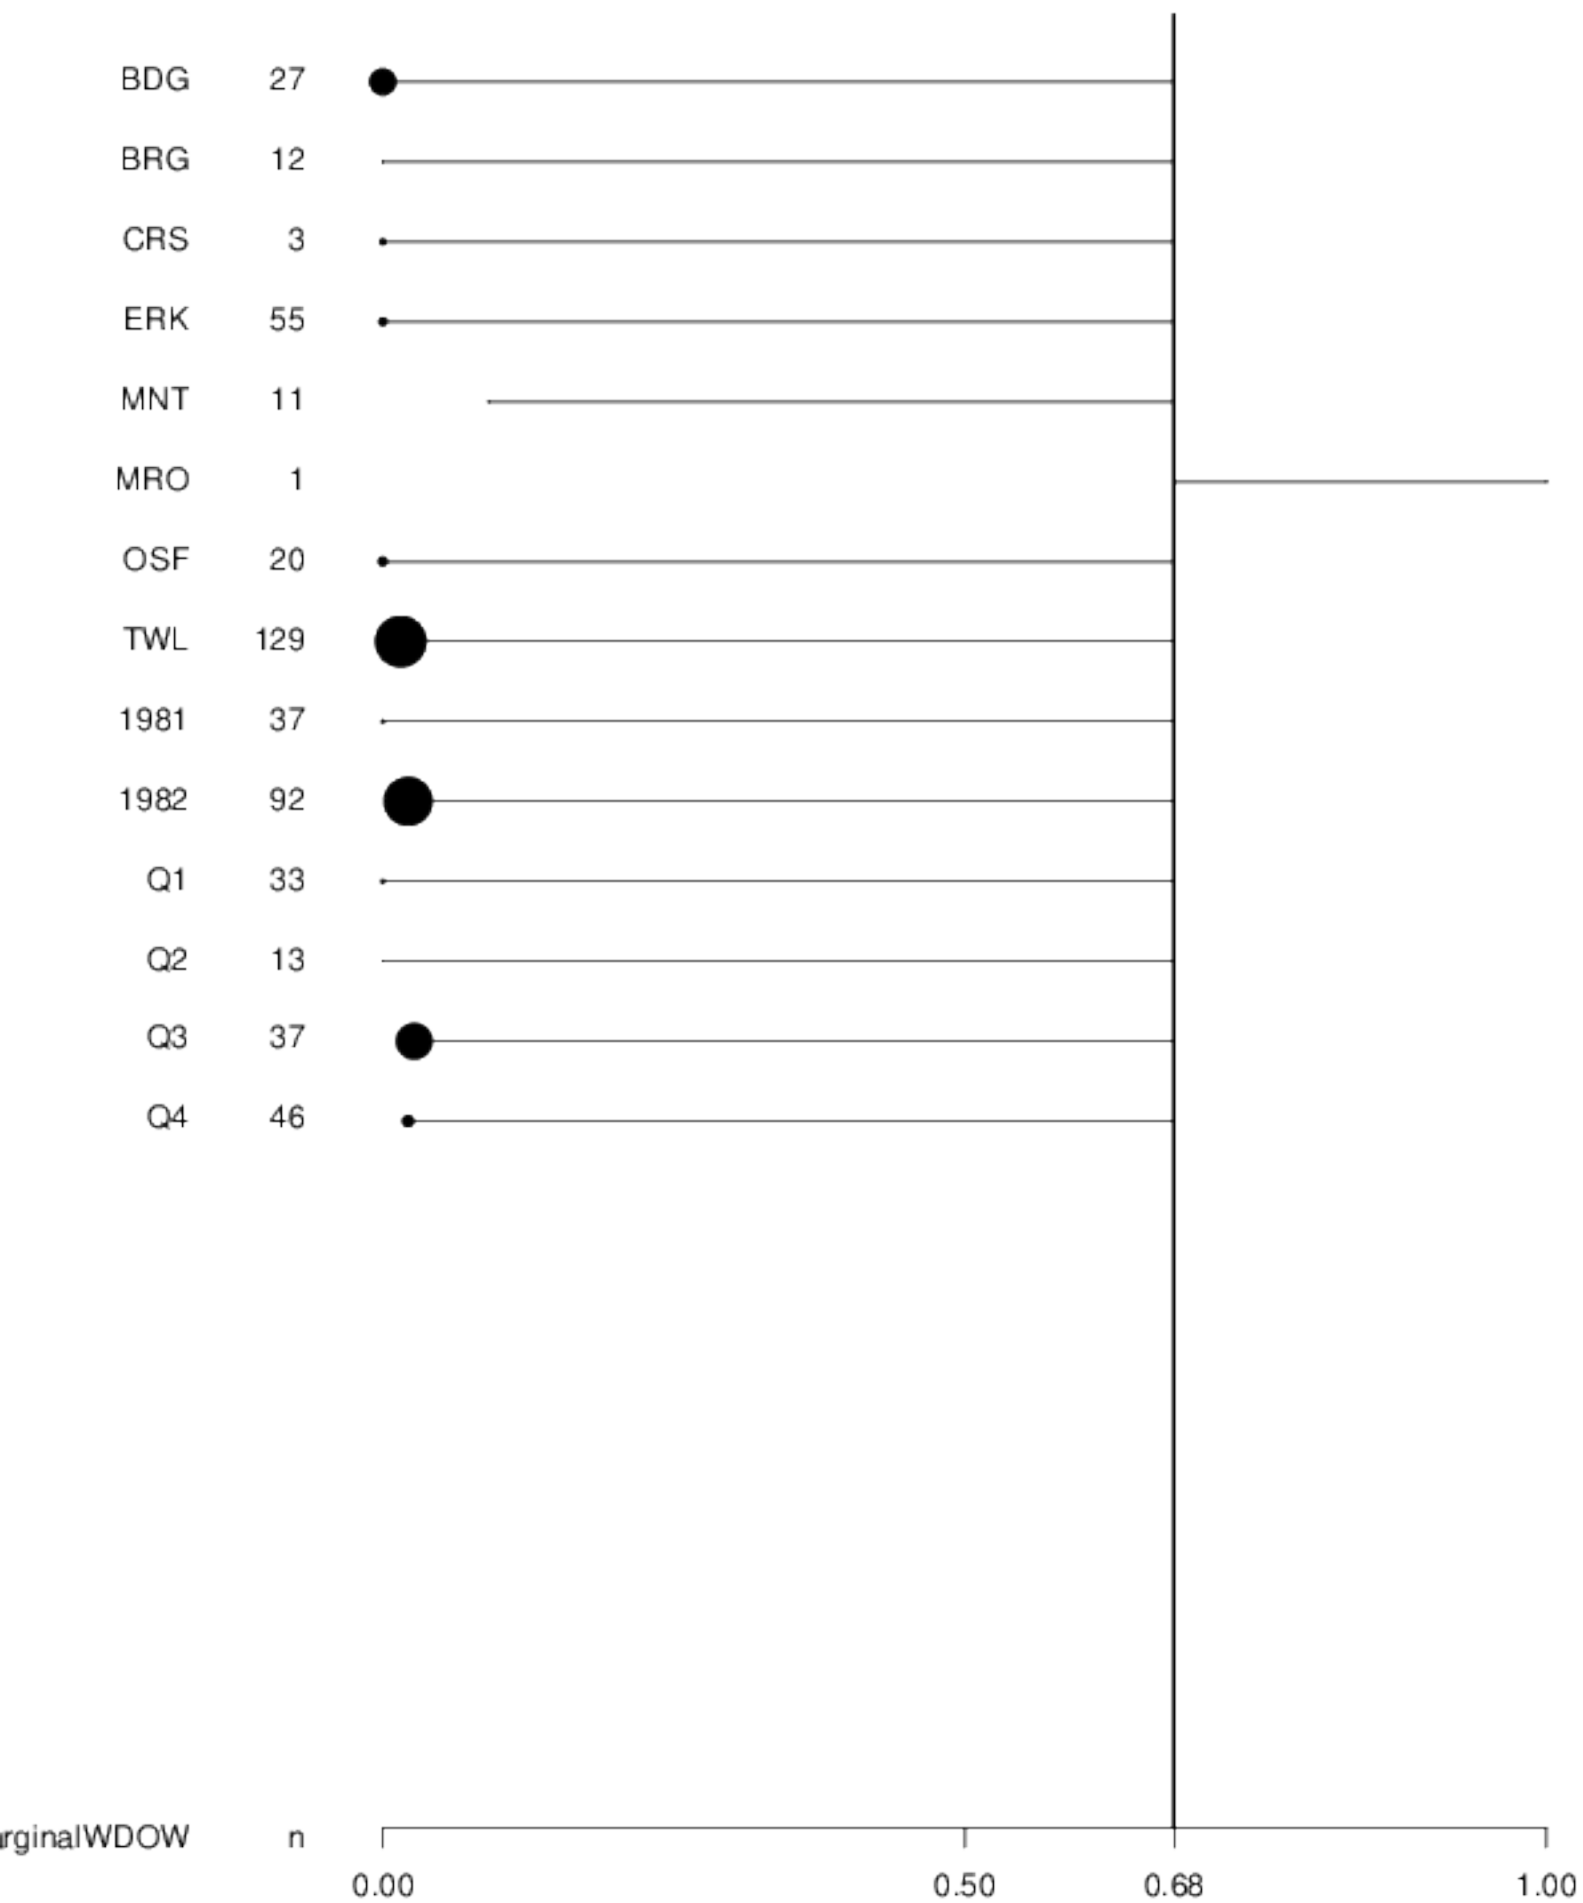 BDG 27
BRG 12
CRS 3
ERK 55
MNT 11
MRO 1
OSF 20
TWL 129
1981 37
1982 92
Q1 33
Q2 13
Q3 37
Q4 46
rginalWDOW n
0.00 0.50 0.68 1.00